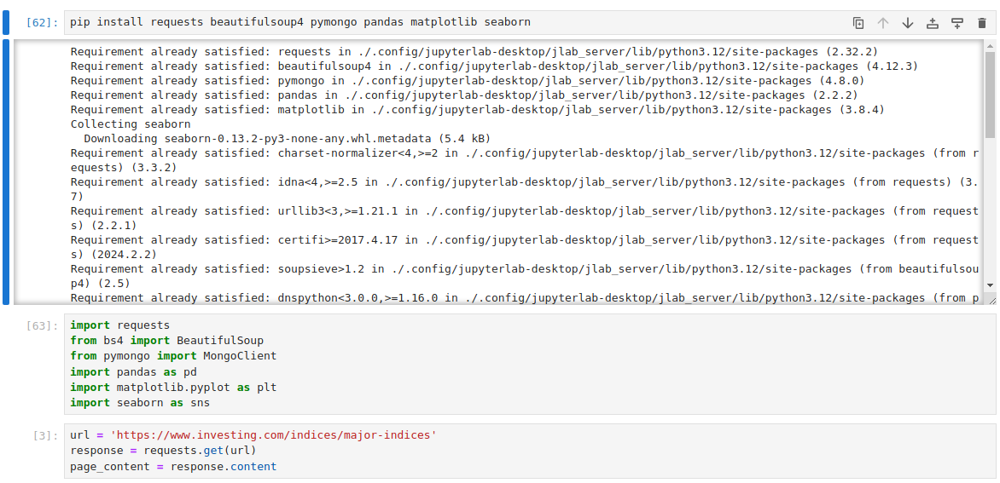 [62]: pip install requests beautifulsoup4 pymongo pandas matplotlib seaborn
Requirement already satisfied: requests in ./.config/jupyterlab-desktop/jlab_server/lib/python3.12/site-packages (2.32.2)
Requirement already satisfied: beautifulsoup4 in ./.config/jupyterlab-desktop/jlab_server/lib/python3.12/site-packages (4.12.3)
Requirement already satisfied: pymongo in ./.config/jupyterlab-desktop/jlab_server/lib/python3.12/site-packages (4.8.0)
Requirement already satisfied: pandas in ./.config/jupyterlab-desktop/jlab_server/lib/python3.12/site-packages (2.2.2)
Requirement already satisfied: matplotlib in ./.config/jupyterlab-desktop/jlab_server/lib/python3.12/site-packages (3.8.4)
Collecting seaborn
  Downloading seaborn-0.13.2-py3-none-any.whl.metadata (5.4 kB)
Requirement already satisfied: charset-normalizer<4,>=2 in ./.config/jupyterlab-desktop/jlab_server/lib/python3.12/site-packages (from r
equests) (3.3.2)
Requirement already satisfied: idna<4,>=2.5 in ./.config/jupyterlab-desktop/jlab_server/lib/python3.12/site-packages (from requests) (3.
7)
Requirement already satisfied: urllib3<3,>=1.21.1 in ./.config/jupyterlab-desktop/jlab_server/lib/python3.12/site-packages (from request
s) (2.2.1)
Requirement already satisfied: certifi>=2017.4.17 in ./.config/jupyterlab-desktop/jlab_server/lib/python3.12/site-packages (from request
s) (2024.2.2)
Requirement already satisfied: soupsieve>1.2 in ./.config/jupyterlab-desktop/jlab_server/lib/python3.12/site-packages (from beautifulsou
p4) (2.5)
Requirement already satisfied: dnspython<3.0.0,>=1.16.0 in ./.config/jupyterlab-desktop/jlab_server/lib/python3.12/site-packages (from p
[63]: import requests
from bs4 import BeautifulSoup
from pymongo import MongoClient
import pandas as pd
import matplotlib.pyplot as plt
import seaborn as sns
[3]: url = 'https://www.investing.com/indices/major-indices'
response = requests.get(url)
page_content = response.content